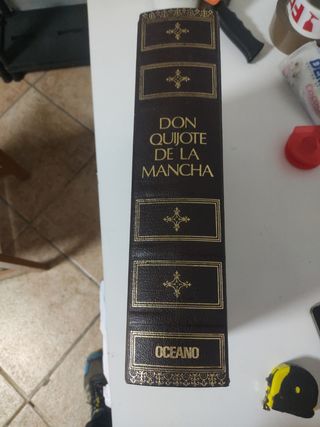 DON
QUIJOTE
DE LA
MANCHA
OCEANO